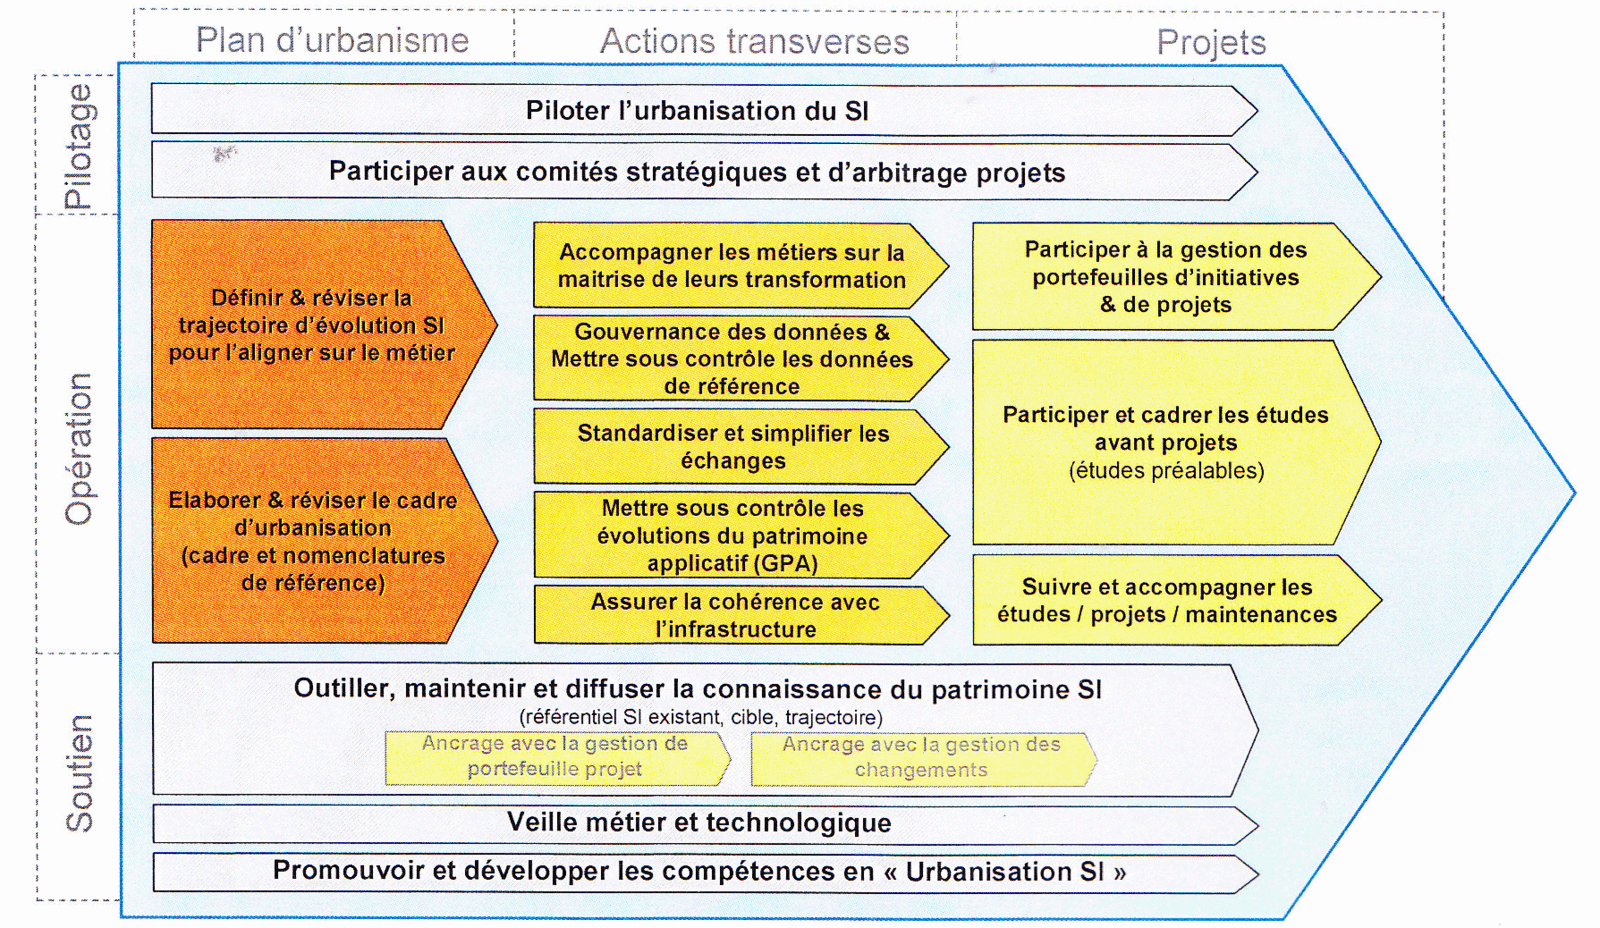 Plan d'urbanisme
Actions transverses
Projets
Pilotage
Piloter l'urbanisation du SI
Participer aux comités stratégiques et d'arbitrage projets
Opération
Définir & réviser la
trajectoire d'évolution SI
pour l'aligner sur le métier
Elaborer & réviser le cadre
d'urbanisation
(cadre et nomenclatures
de référence)
Accompagner les métiers sur la
maitrise de leurs transformation
Gouvernance des données &
Mettre sous contrôle les données
de référence
Standardiser et simplifier les
échanges
Mettre sous contrôle les
évolutions du patrimoine
applicatif (GPA)
Assurer la cohérence avec
l'infrastructure
Participer à la gestion des
portefeuilles d'initiatives
& de projets
Participer et cadrer les études
avant projets
(études préalables)
Suivre et accompagner les
études / projets / maintenances
Soutien
Outiller, maintenir et diffuser la connaissance du patrimoine SI
(référentiel SI existant, cible, trajectoire)
Ancrage avec la gestion de
portefeuille projet
Ancrage avec la gestion des
changements
Veille métier et technologique
Promouvoir et développer les compétences en « Urbanisation SI »